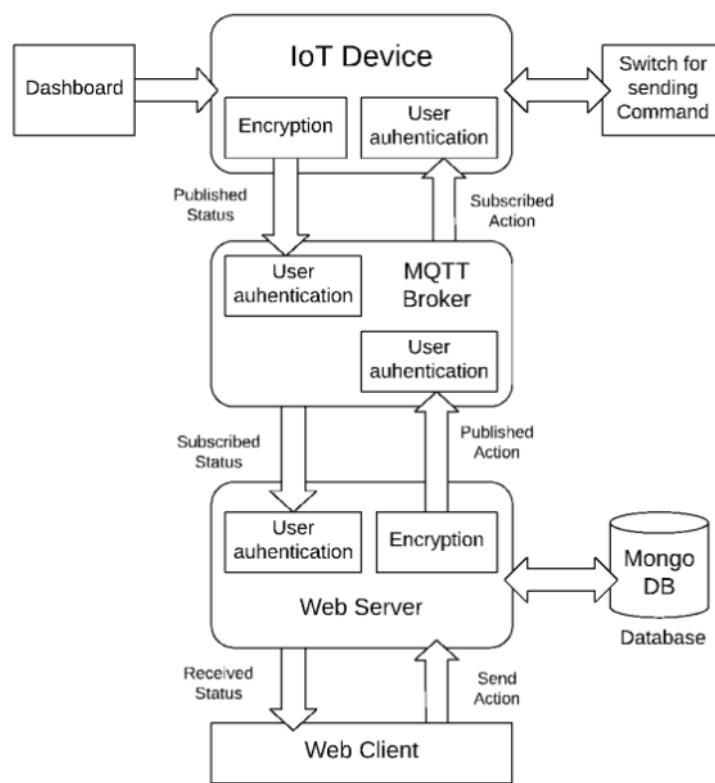 IoT Device
Dashboard
Switch for
sending
Command
Encryption
User
auhentication
Published
Status
Subscribed
Action
User
auhentication
MQTT
Broker
User
auhentication
Subscribed
Status
Published
Action
User
auhentication
Encryption
Web Server
Mongo
DB
Database
Received
Status
Send
Action
Web Client